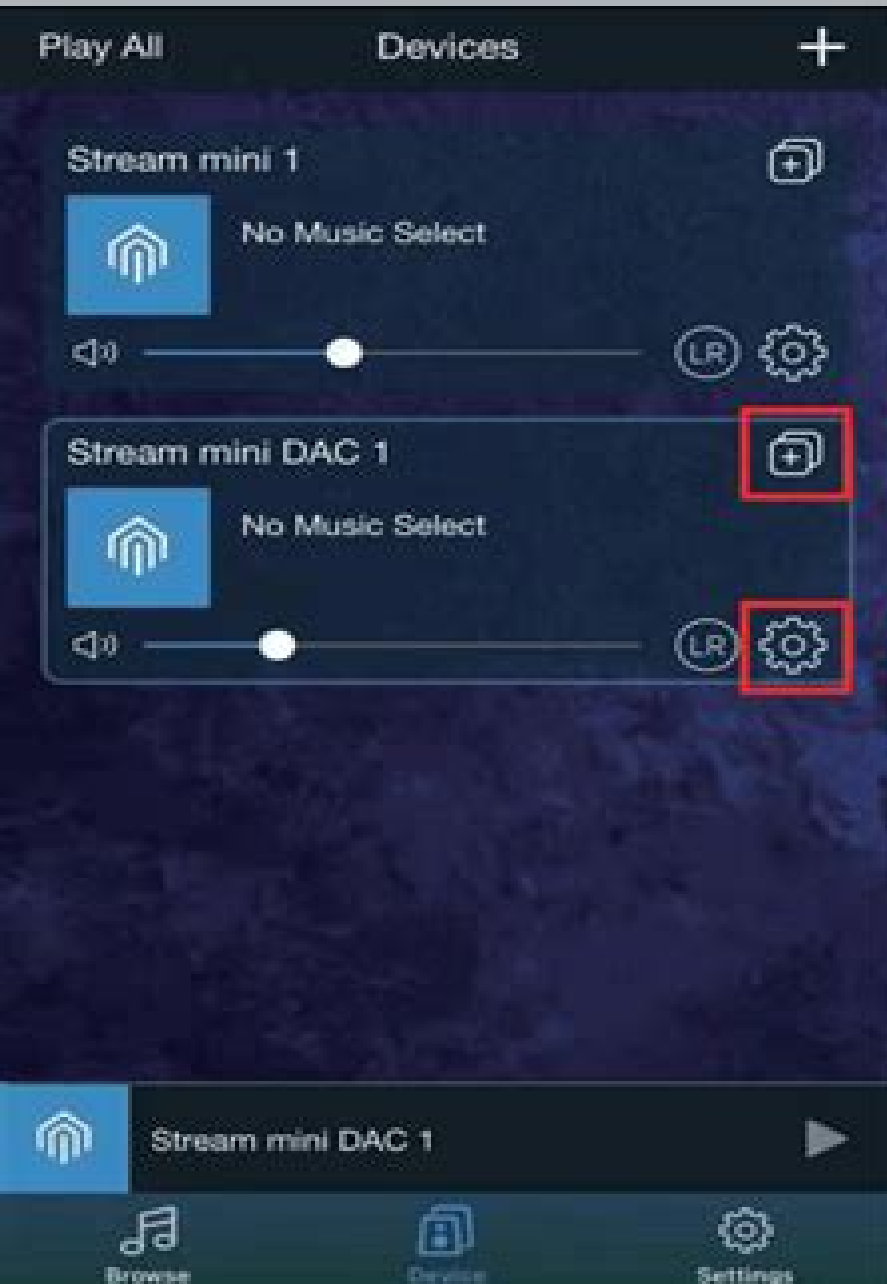 Play All Devices +
Stream mini 1
No Music Select
LR
Stream mini DAC 1
No Music Select
LR
Stream mini DAC 1
Browse Device Settings